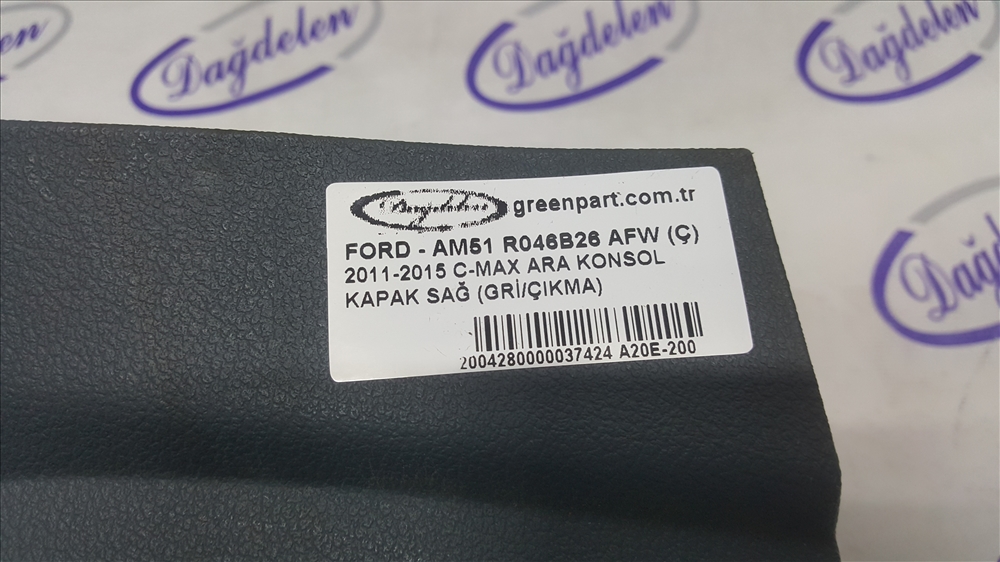 Dağdelen
Dağdelen
Dağdelen
Dağdelen
Dağdelen greenpart.com.tr
FORD - AM51 R046B26 AFW (Ç)
2011-2015 C-MAX ARA KONSOL
KAPAK SAĞ (GRİ/ÇIKMA)
2004280000037424 A20E-200